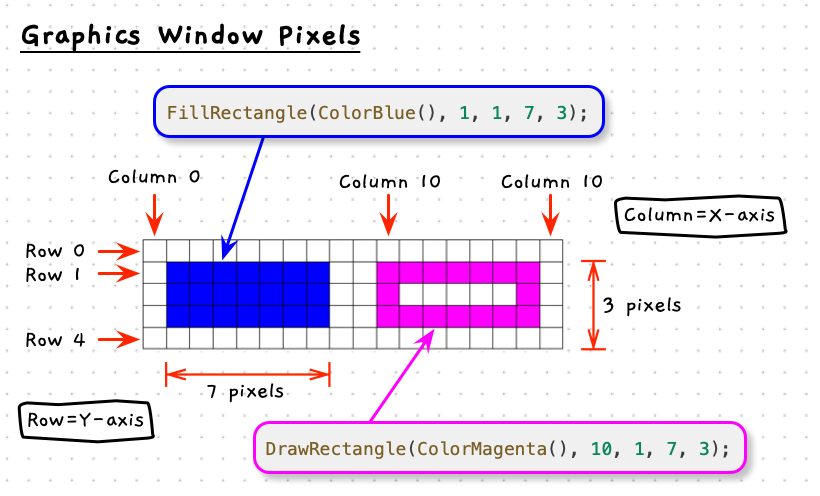 Graphics Window Pixels
FillRectangle(ColorBlue(), 1, 1, 7, 3);
Column 0
Column 10
Column 10
Column=X-axis
Row 0
Row 1
3 pixels
Row 4
7 pixels
Row=Y-axis
DrawRectangle(ColorMagenta(), 10, 1, 7, 3);